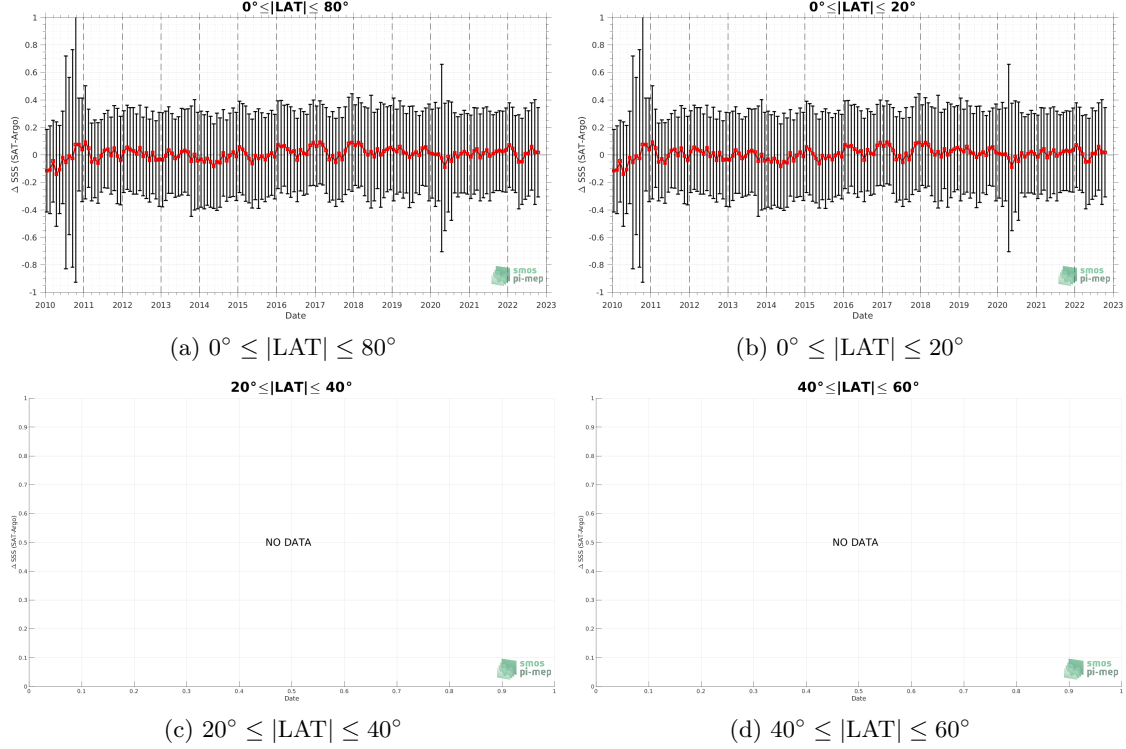 0°≤|LAT|≤ 80°
0°≤|LAT|≤ 20°
Δ SSS (SAT-Argo)
1
0.8
0.6
0.4
0.2
0
-0.2
-0.4
-0.6
-0.8
-1
2010 2011 2012 2013 2014 2015 2016 2017 2018 2019 2020 2021 2022 2023
Date
smos
pi-mep
Δ SSS (SAT-Argo)
1
0.8
0.6
0.4
0.2
0
-0.2
-0.4
-0.6
-0.8
-1
2010 2011 2012 2013 2014 2015 2016 2017 2018 2019 2020 2021 2022 2023
Date
smos
pi-mep
(a) 0° ≤ |LAT| ≤ 80°
(b) 0° ≤ |LAT| ≤ 20°
20°≤|LAT|≤ 40°
40°≤|LAT|≤ 60°
Δ SSS (SAT-Argo)
1
0.9
0.8
0.7
0.6
0.5
0.4
0.3
0.2
0.1
0
NO DATA
0 0.1 0.2 0.3 0.4 0.5 0.6 0.7 0.8 0.9 1
Date
smos
pi-mep
Δ SSS (SAT-Argo)
1
0.9
0.8
0.7
0.6
0.5
0.4
0.3
0.2
0.1
0
NO DATA
0 0.1 0.2 0.3 0.4 0.5 0.6 0.7 0.8 0.9 1
Date
smos
pi-mep
(c) 20° ≤ |LAT| ≤ 40°
(d) 40° ≤ |LAT| ≤ 60°